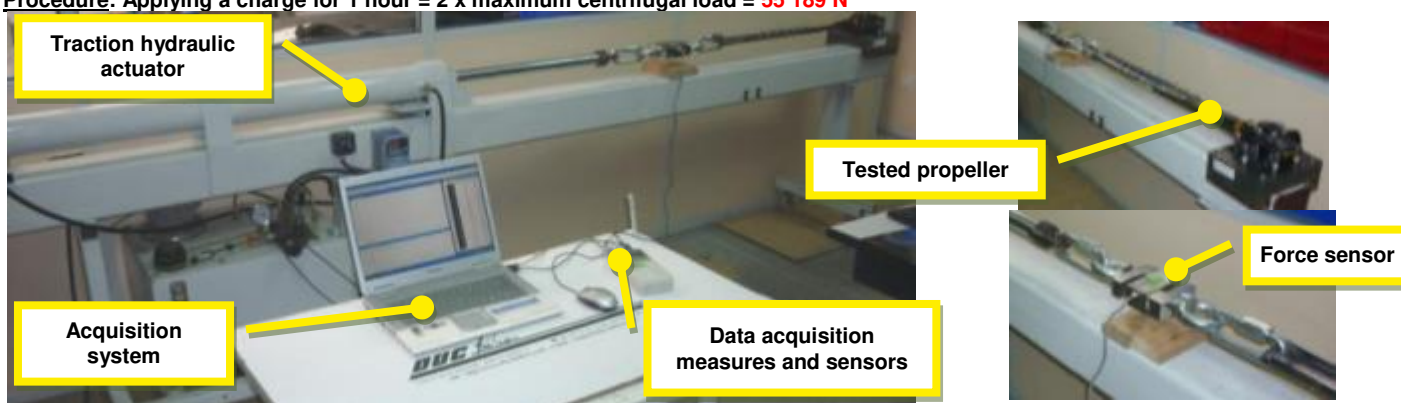 Procedure: Applying a charge for 1 hour = 2 x maximum centrifugal load = 55 189 N
Traction hydraulic
actuator
Tested propeller
Force sensor
Acquisition
system
Data acquisition
measures and sensors
DUC